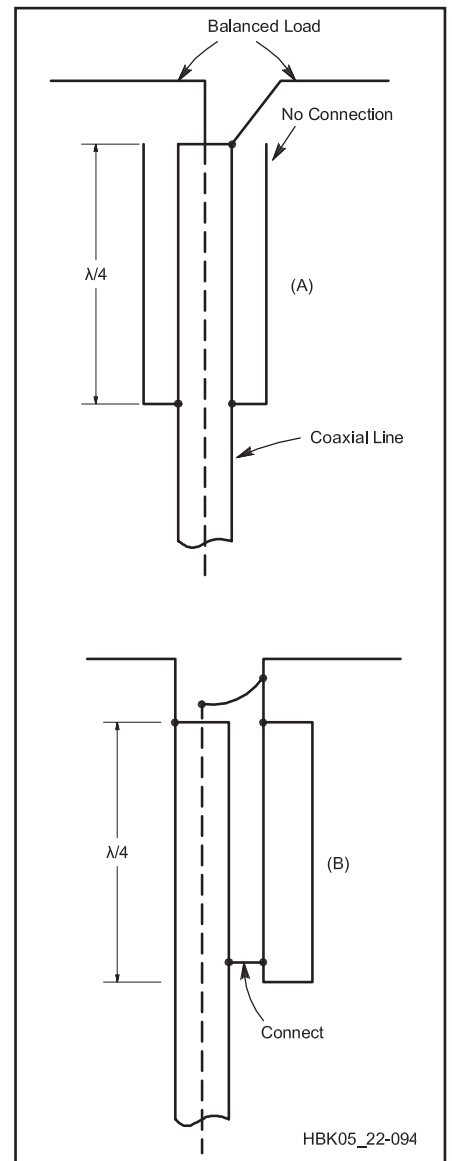 Balanced Load
No Connection
λ/4
(A)
Coaxial Line
λ/4
(B)
Connect
HBK05_22-094